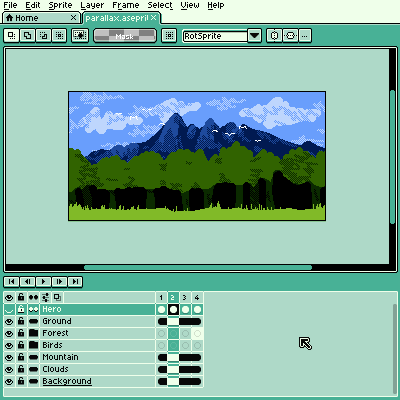 File Edit Sprite Layer Frame Select View Help
Home parallax.asepri
Mask RotSprite
1 2 3 4
Hero
Ground
Forest
Birds
Mountain
Clouds
Background